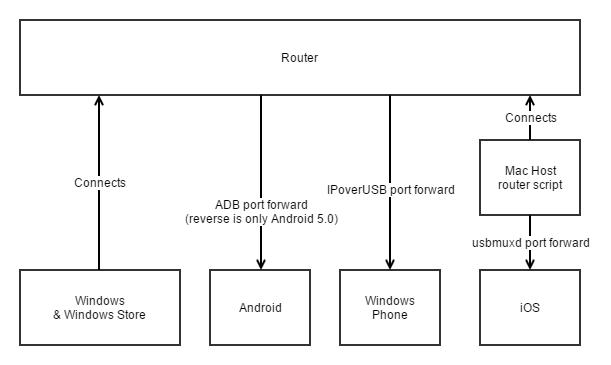 Router
Connects
Connects
Mac Host
router script
IPoverUSB port forward
ADB port forward
(reverse is only Android 5.0)
usbmuxd port forward
Windows
& Windows Store
Android
Windows
Phone
iOS